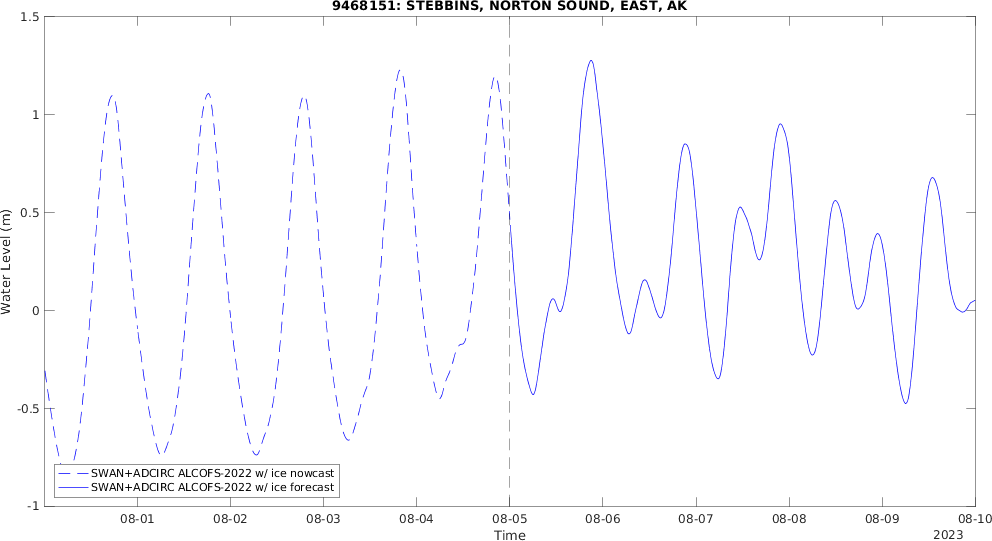 9468151: STEBBINS, NORTON SOUND, EAST, AK
1.5
1
0.5
0
-0.5
-1
Water Level (m)
SWAN+ADCIRC ALCOFS-2022 w/ ice nowcast
SWAN+ADCIRC ALCOFS-2022 w/ ice forecast
08-01 08-02 08-03 08-04 08-05 08-06 08-07 08-08 08-09 08-10
Time
2023